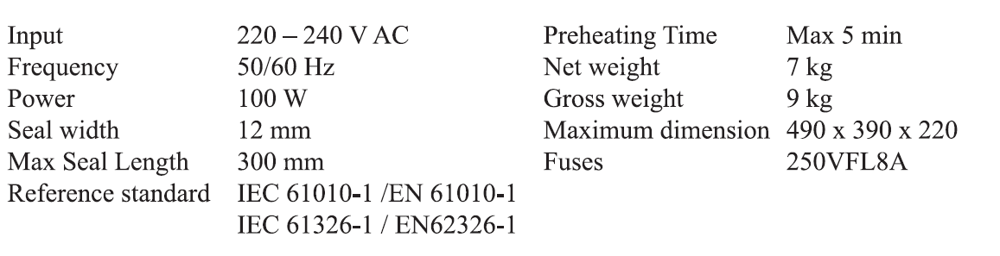 Input 220 – 240 V AC
Frequency 50/60 Hz
Power 100 W
Seal width 12 mm
Max Seal Length 300 mm
Reference standard IEC 61010-1 /EN 61010-1
IEC 61326-1 / EN62326-1
Preheating Time Max 5 min
Net weight 7 kg
Gross weight 9 kg
Maximum dimension 490 x 390 x 220
Fuses 250VFL8A